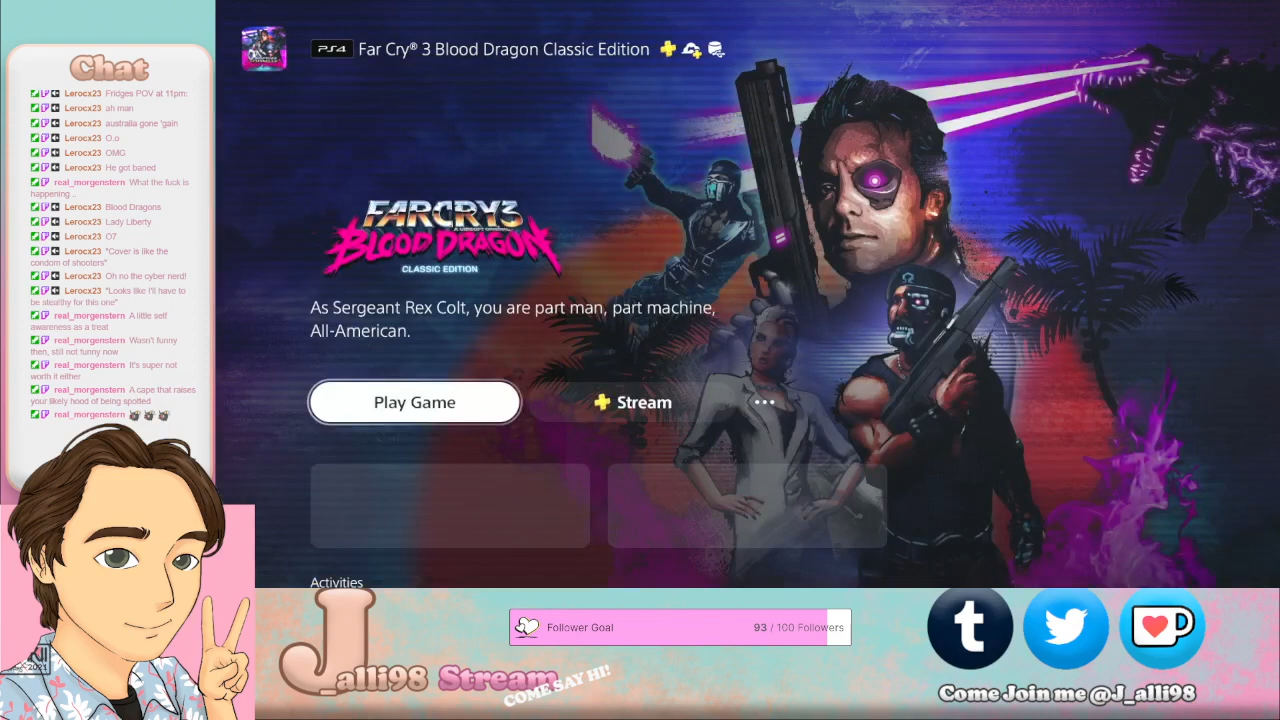 Chat
Lerocx23 Fridges POV at 11pm:
Lerocx23 ah man
Lerocx23 australia gone 'gain
Lerocx23 O.o
Lerocx23 OMG
Lerocx23 He got baned
real_morgenstern What the fuck is
happening ..
Lerocx23 Blood Dragons
Lerocx23 Lady Liberty
Lerocx23 O7
Lerocx23 "Cover is like the
condom of shooters"
Lerocx23 Oh no the cyber nerd!
Lerocx23 "Looks like I'll have to
be stealthy for this one"
real_morgenstern A little self
awareness as a treat
real_morgenstern Wasn't funny
then, still not funny now
real_morgenstern It's super not
worth it either
real_morgenstern A cape that raises
your likely hood of being spotted
real_morgenstern
PS4 Far Cry® 3 Blood Dragon Classic Edition
FARCRY3
A UBISOFT ORIGINAL
BLOOD DRAGON
CLASSIC EDITION
As Sergeant Rex Colt, you are part man, part machine,
All-American.
Play Game
Stream
...
Activities
2021
J_alli98 Stream
COME SAY HI!
Follower Goal 93 / 100 Followers
t
Come Join me @J_alli98